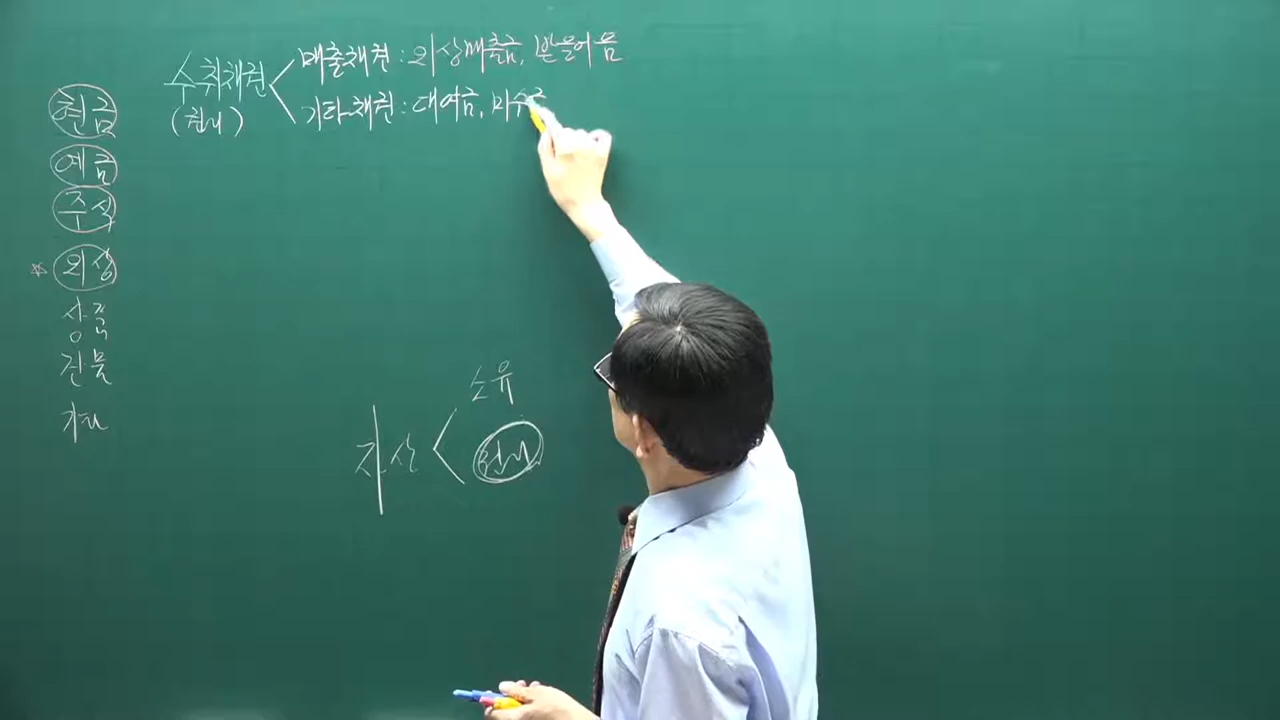 수취채권 < 매출채권 : 외상매출금, 받을어음
(권리) 기타채권 : 대여금, 미수금
현금
예금
주식
* 외상
상품
건물
기타
자산 < 소유
권리